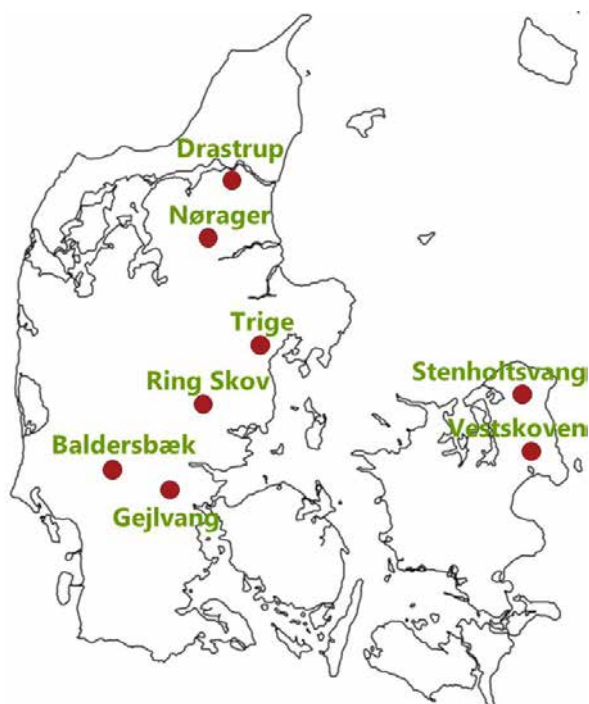 Drastrup
Nørager
Trige
Ring Skov
Stenholtsvang
Vestskoven
Baldersbæk
Gejlvang